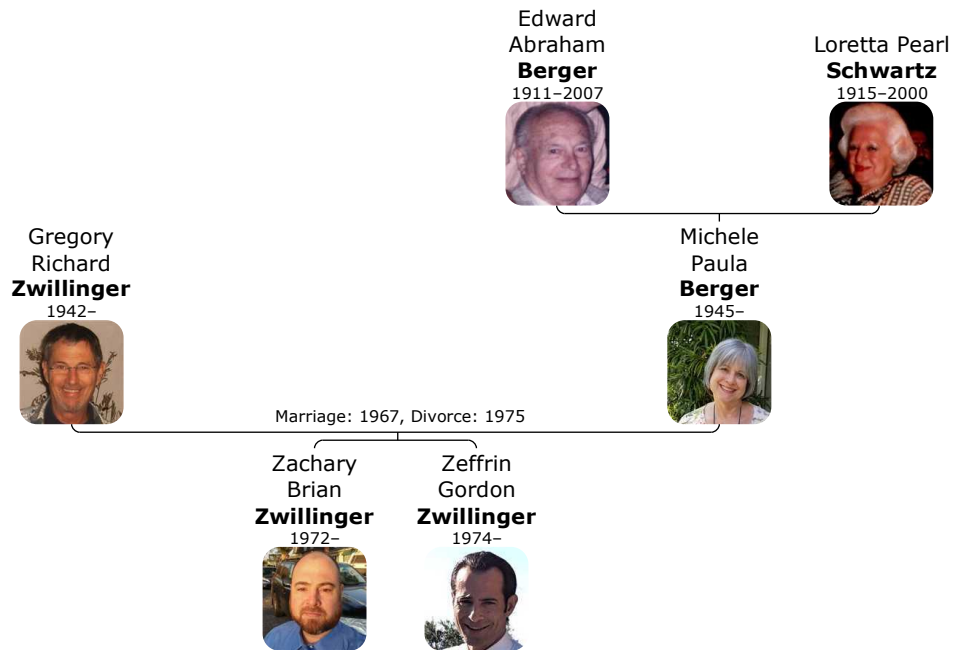 Edward
Abraham
Berger
1911–2007
Loretta Pearl
Schwartz
1915–2000
Gregory
Richard
Zwillinger
1942–
Michele
Paula
Berger
1945–
Marriage: 1967, Divorce: 1975
Zachary
Brian
Zwillinger
1972–
Zeffrin
Gordon
Zwillinger
1974–